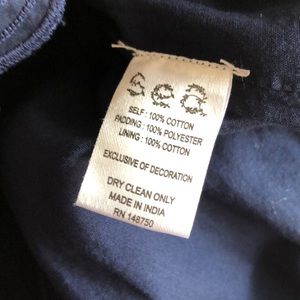 Sea
SELF : 100% COTTON
PADDING : 100% POLYESTER
LINING : 100% COTTON
EXCLUSIVE OF DECORATION
DRY CLEAN ONLY
MADE IN INDIA
RN 148750